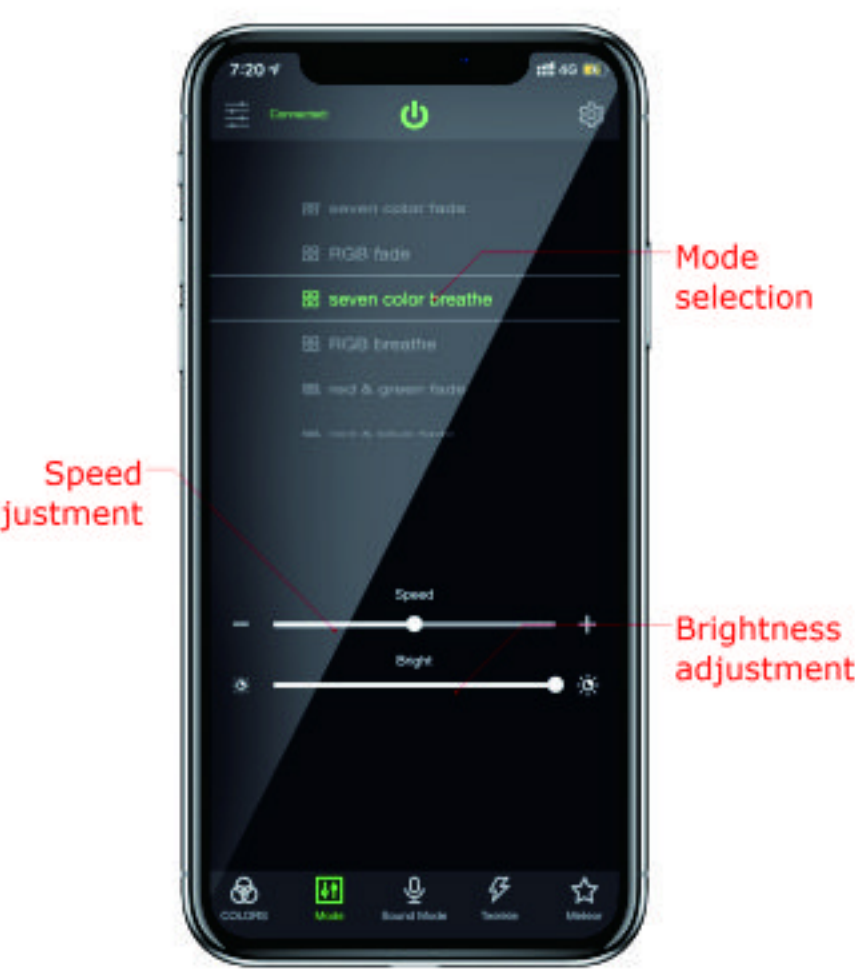 7:20
4G
Connected
seven color fade
RGB fade
seven color breathe
RGB breathe
red & green fade
Mode
selection
Speed
justment
Speed
Bright
Brightness
adjustment
COLORS
Mode
Sound Mode
Meteor